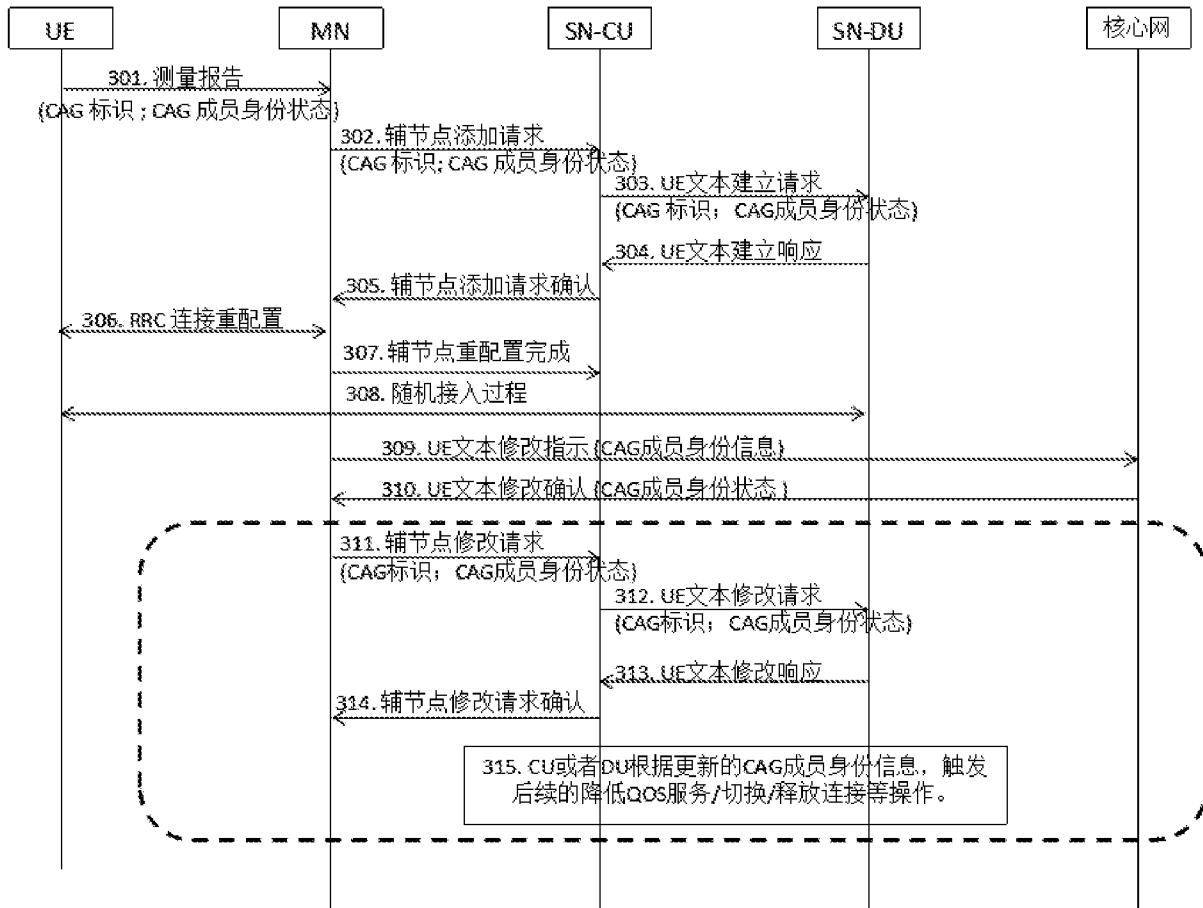 UE
MN
SN-CU
SN-DU
核心网
301. 测量报告
{CAG 标识 ; CAG 成员身份状态}
302. 辅节点添加请求
{CAG 标识; CAG 成员身份状态}
303. UE文本建立请求
{CAG 标识； CAG成员身份状态}
304. UE文本建立响应
305. 辅节点添加请求确认
306. RRC 连接重配置
307. 辅节点重配置完成
308. 随机接入过程
309. UE文本修改指示 {CAG成员身份信息}
310. UE文本修改确认 {CAG成员身份状态 }
311. 辅节点修改请求
{CAG标识； CAG成员身份状态}
312. UE文本修改请求
{CAG标识； CAG成员身份状态}
313. UE文本修改响应
314. 辅节点修改请求确认
315. CU或者DU根据更新的CAG成员身份信息，触发
后续的降低QOS服务/切换/释放连接等操作。